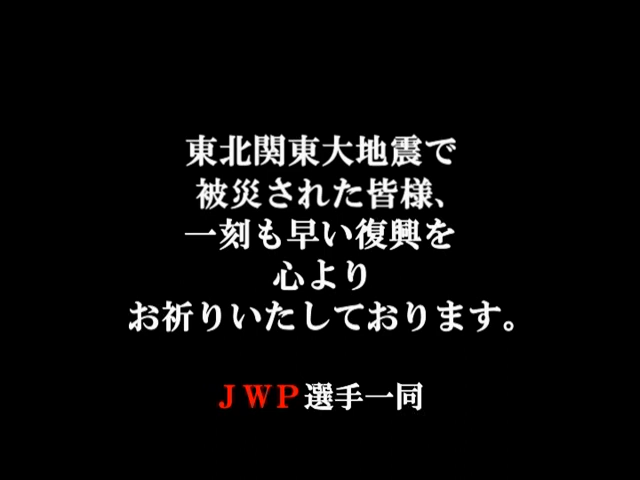 東北関東大地震で
被災された皆様、
一刻も早い復興を
心より
お祈りいたしております。
JWP選手一同